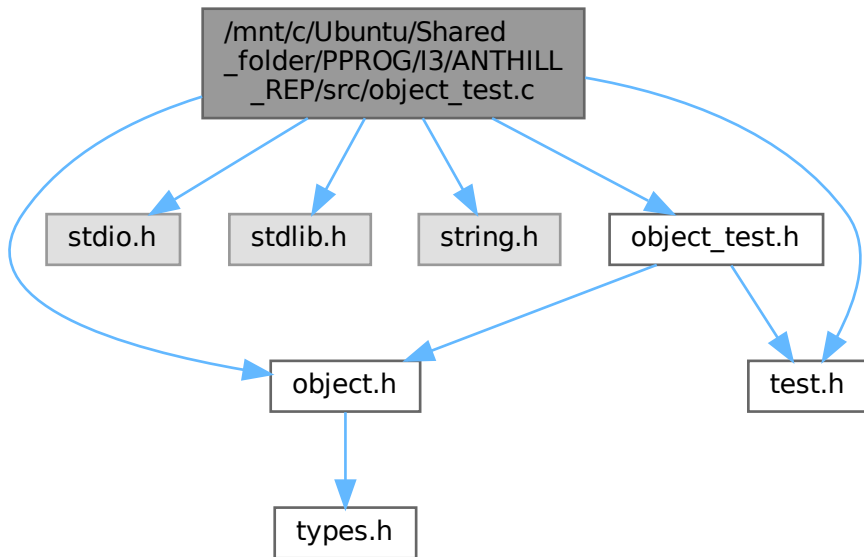 /mnt/c/Ubuntu/Shared
_folder/PPROG/I3/ANTHILL
_REP/src/object_test.c
stdio.h
stdlib.h
string.h
object_test.h
object.h
test.h
types.h